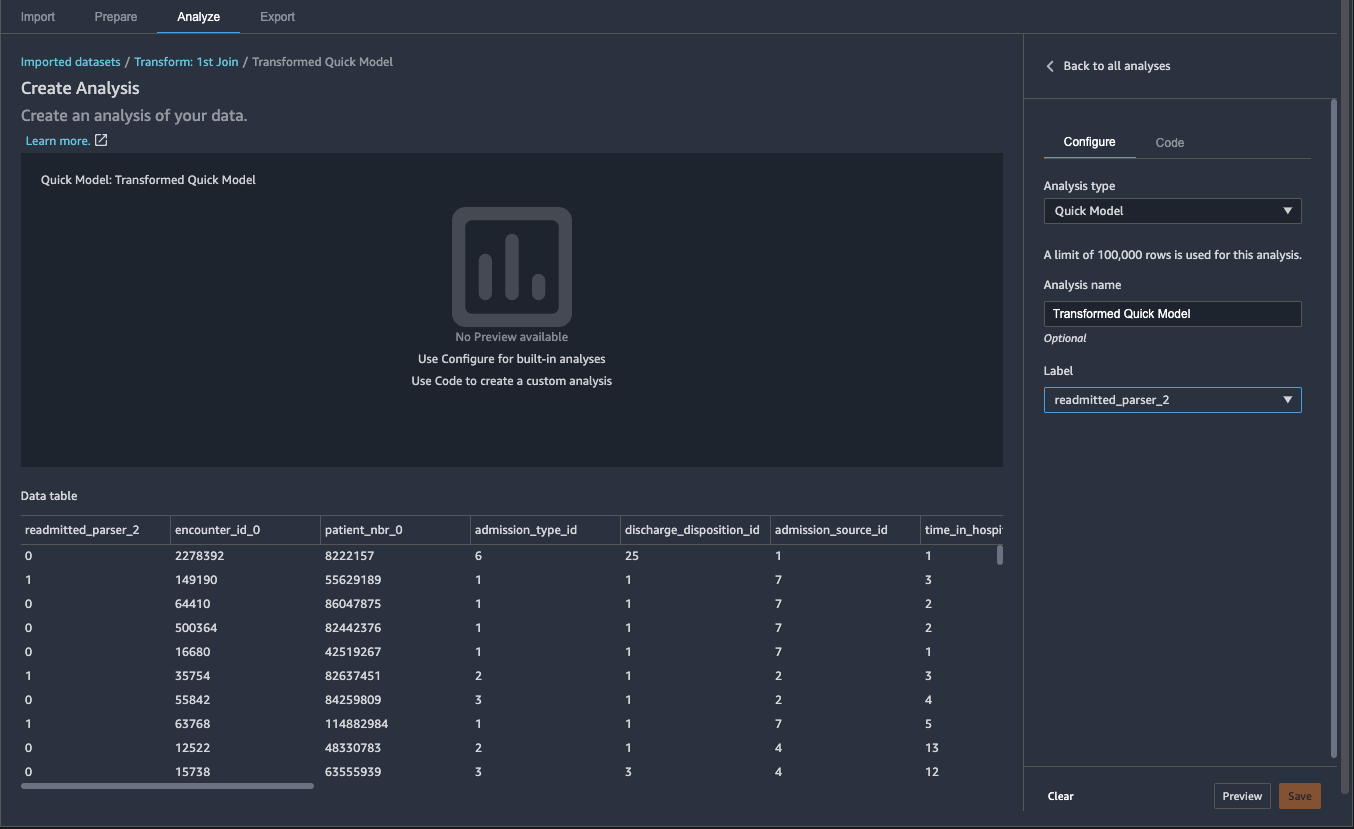 Import Prepare Analyze Export
Imported datasets / Transform: 1st Join / Transformed Quick Model
Create Analysis
Create an analysis of your data.
Learn more.
Quick Model: Transformed Quick Model
No Preview available
Use Configure for built-in analyses
Use Code to create a custom analysis
Data table
readmitted_parser_2 encounter_id_0 patient_nbr_0 admission_type_id discharge_disposition_id admission_source_id time_in_hospi
0 2278392 8222157 6 25 1 1
1 149190 55629189 1 1 7 3
0 64410 86047875 1 1 7 2
0 500364 82442376 1 1 7 2
0 16680 42519267 1 1 7 1
1 35754 82637451 2 1 2 3
0 55842 84259809 3 1 2 4
1 63768 114882984 1 1 7 5
0 12522 48330783 2 1 4 13
0 15738 63555939 3 3 4 12
Back to all analyses
Configure Code
Analysis type
Quick Model
A limit of 100,000 rows is used for this analysis.
Analysis name
Transformed Quick Model
Optional
Label
readmitted_parser_2
Clear Preview Save